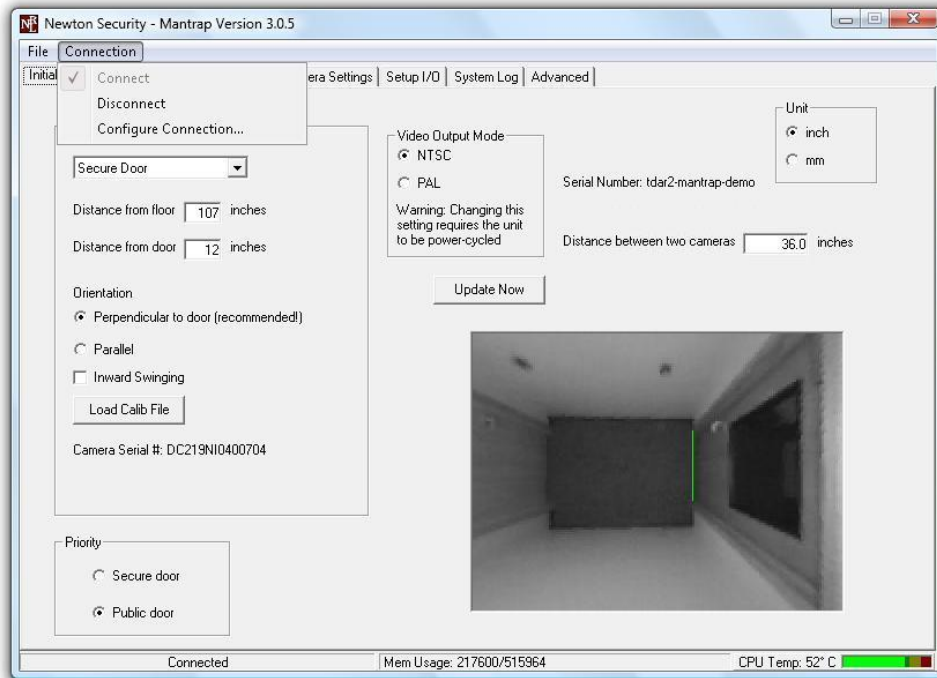 Newton Security - Mantrap Version 3.0.5
File Connection
Connect
Disconnect
Configure Connection...
Initial
era Settings Setup I/O System Log Advanced
Secure Door
Distance from floor 107 inches
Distance from door 12 inches
Orientation
Perpendicular to door (recommended!)
Parallel
Inward Swinging
Load Calib File
Camera Serial #: DC219NI0400704
Priority
Secure door
Public door
Video Output Mode
NTSC
PAL
Warning: Changing this
setting requires the unit
to be power-cycled
Update Now
Unit
inch
mm
Serial Number: tdar2-mantrap-demo
Distance between two cameras 36.0 inches
Connected
Mem Usage: 217600/515964
CPU Temp: 52° C